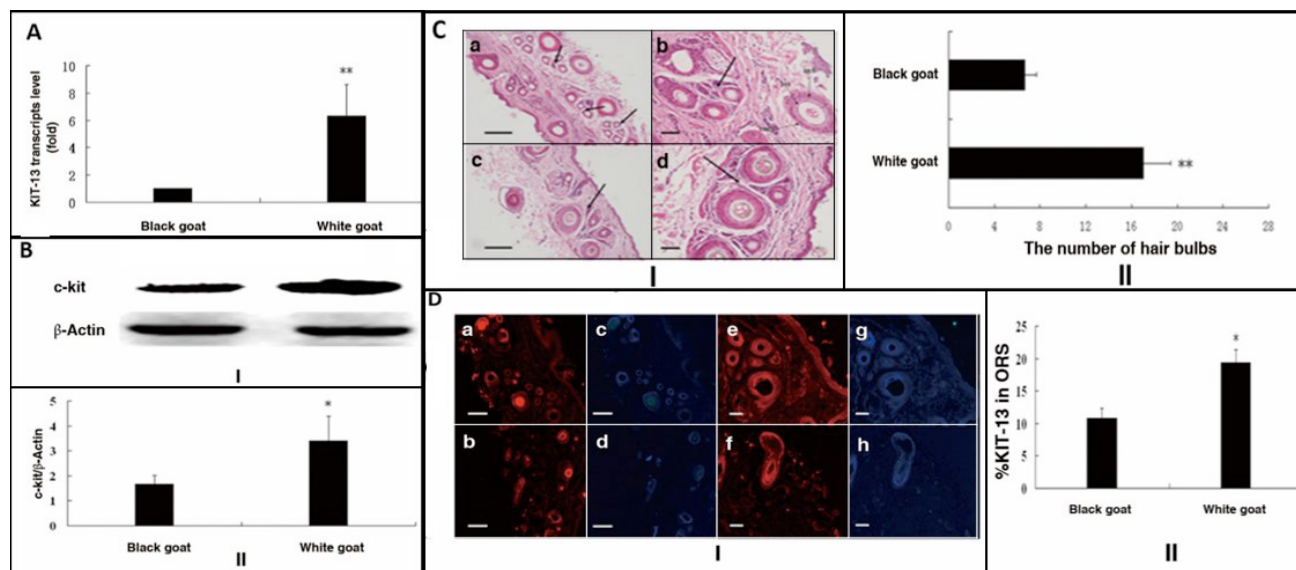 A
KIT-13 transcripts level
(fold)
10
8
6
4
2
0
**
Black goat
White goat
B
c-kit
β-Actin
I
c-kit/β-Actin
5
4
3
2
1
0
*
Black goat
White goat
II
C
a
b
c
d
I
Black goat
White goat
**
0
4
8
12
16
20
24
28
The number of hair bulbs
II
D
a
c
e
g
b
d
f
h
I
%KIT-13 in ORS
25
20
15
10
5
0
*
Black goat
White goat
II